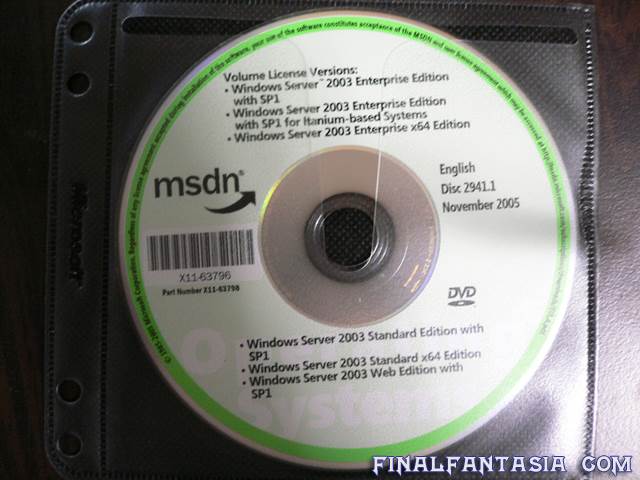 Volume License Versions:
• Windows Server™ 2003 Enterprise Edition
with SP1
• Windows Server 2003 Enterprise Edition
with SP1 for Itanium-based Systems
• Windows Server 2003 Enterprise x64 Edition
msdn®
English
Disc 2941.1
November 2005
X11-63796
Part Number X11-63798
DVD
• Windows Server 2003 Standard Edition with
SP1
• Windows Server 2003 Standard x64 Edition
• Windows Server 2003 Web Edition with
SP1
Systems
Microsoft
FINALFANTASIA.COM